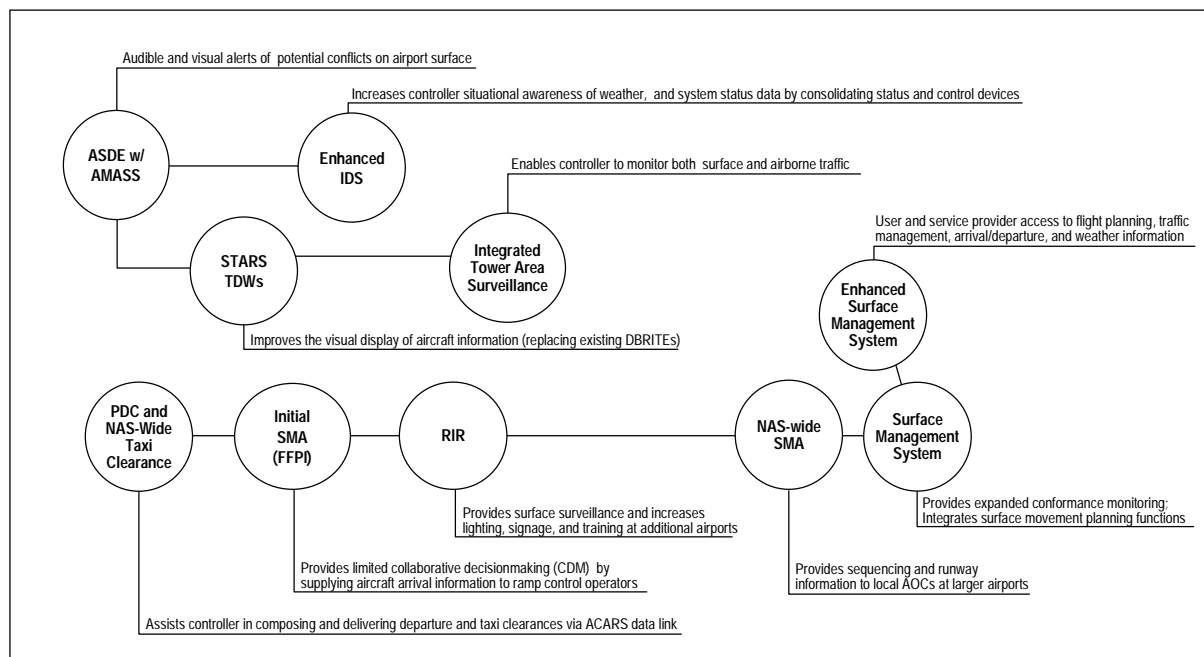 Audible and visual alerts of potential conflicts on airport surface
Increases controller situational awareness of weather, and system status data by consolidating status and control devices
ASDE w/
AMASS
Enhanced
IDS
Enables controller to monitor both surface and airborne traffic
User and service provider access to flight planning, traffic
management, arrival/departure, and weather information
STARS
TDWs
Integrated
Tower Area
Surveillance
Enhanced
Surface
Management
System
Improves the visual display of aircraft information (replacing existing DBRITEs)
PDC and
NAS-Wide
Taxi
Clearance
Initial
SMA
(FFPI)
RIR
NAS-wide
SMA
Surface
Management
System
Provides surface surveillance and increases
lighting, signage, and training at additional airports
Provides expanded conformance monitoring;
Integrates surface movement planning functions
Provides limited collaborative decisionmaking (CDM) by
supplying aircraft arrival information to ramp control operators
Provides sequencing and runway
information to local AOCs at larger airports
Assists controller in composing and delivering departure and taxi clearances via ACARS data link